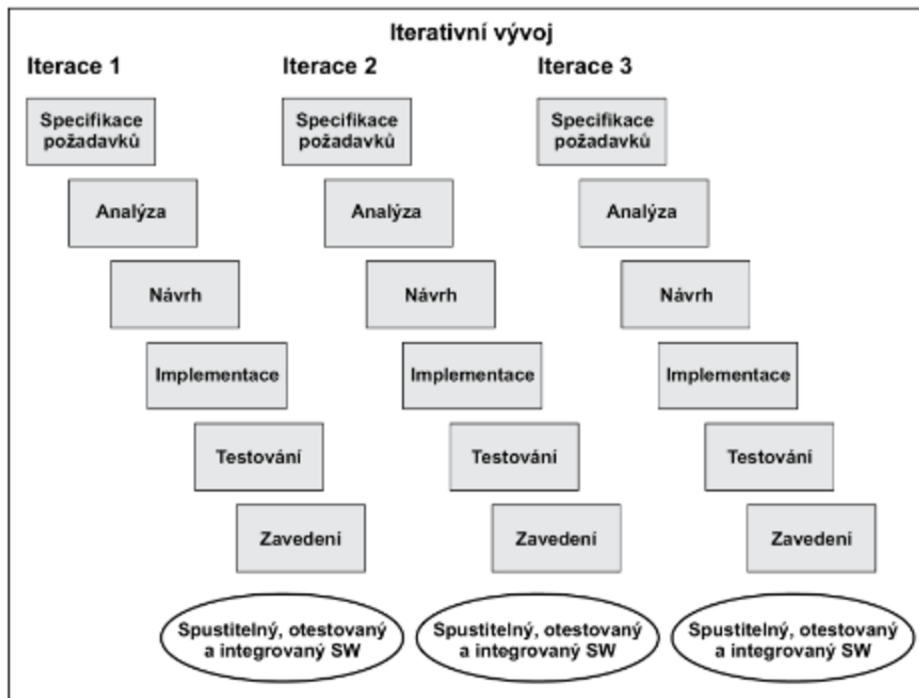 Iterativní vývoj
Iterace 1
Iterace 2
Iterace 3
Specifikace
požadavků
Specifikace
požadavků
Specifikace
požadavků
Analýza
Analýza
Analýza
Návrh
Návrh
Návrh
Implementace
Implementace
Implementace
Testování
Testování
Testování
Zavedení
Zavedení
Zavedení
Spustitelný, otestovaný
a integrovaný SW
Spustitelný, otestovaný
a integrovaný SW
Spustitelný, otestovaný
a integrovaný SW